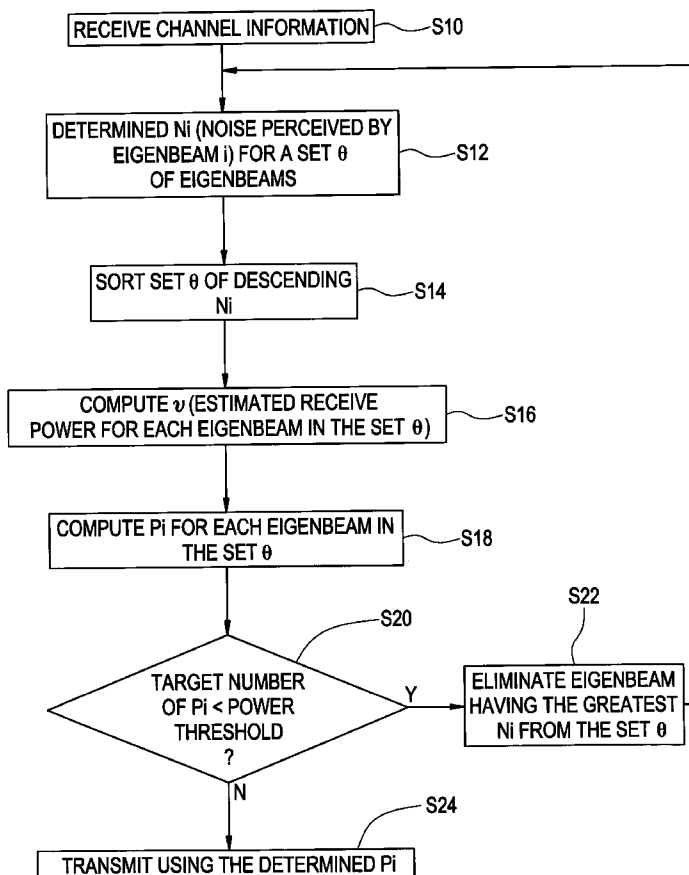 RECEIVE CHANNEL INFORMATION
S10
DETERMINED Ni (NOISE PERCEIVED BY
EIGENBEAM i) FOR A SET θ
OF EIGENBEAMS
S12
SORT SET θ OF DESCENDING
Ni
S14
COMPUTE υ (ESTIMATED RECEIVE
POWER FOR EACH EIGENBEAM IN THE SET θ)
S16
COMPUTE Pi FOR EACH EIGENBEAM IN
THE SET θ
S18
S20
TARGET NUMBER
OF Pi < POWER
THRESHOLD
?
Y
S22
ELIMINATE EIGENBEAM
HAVING THE GREATEST
Ni FROM THE SET θ
N
S24
TRANSMIT USING THE DETERMINED Pi